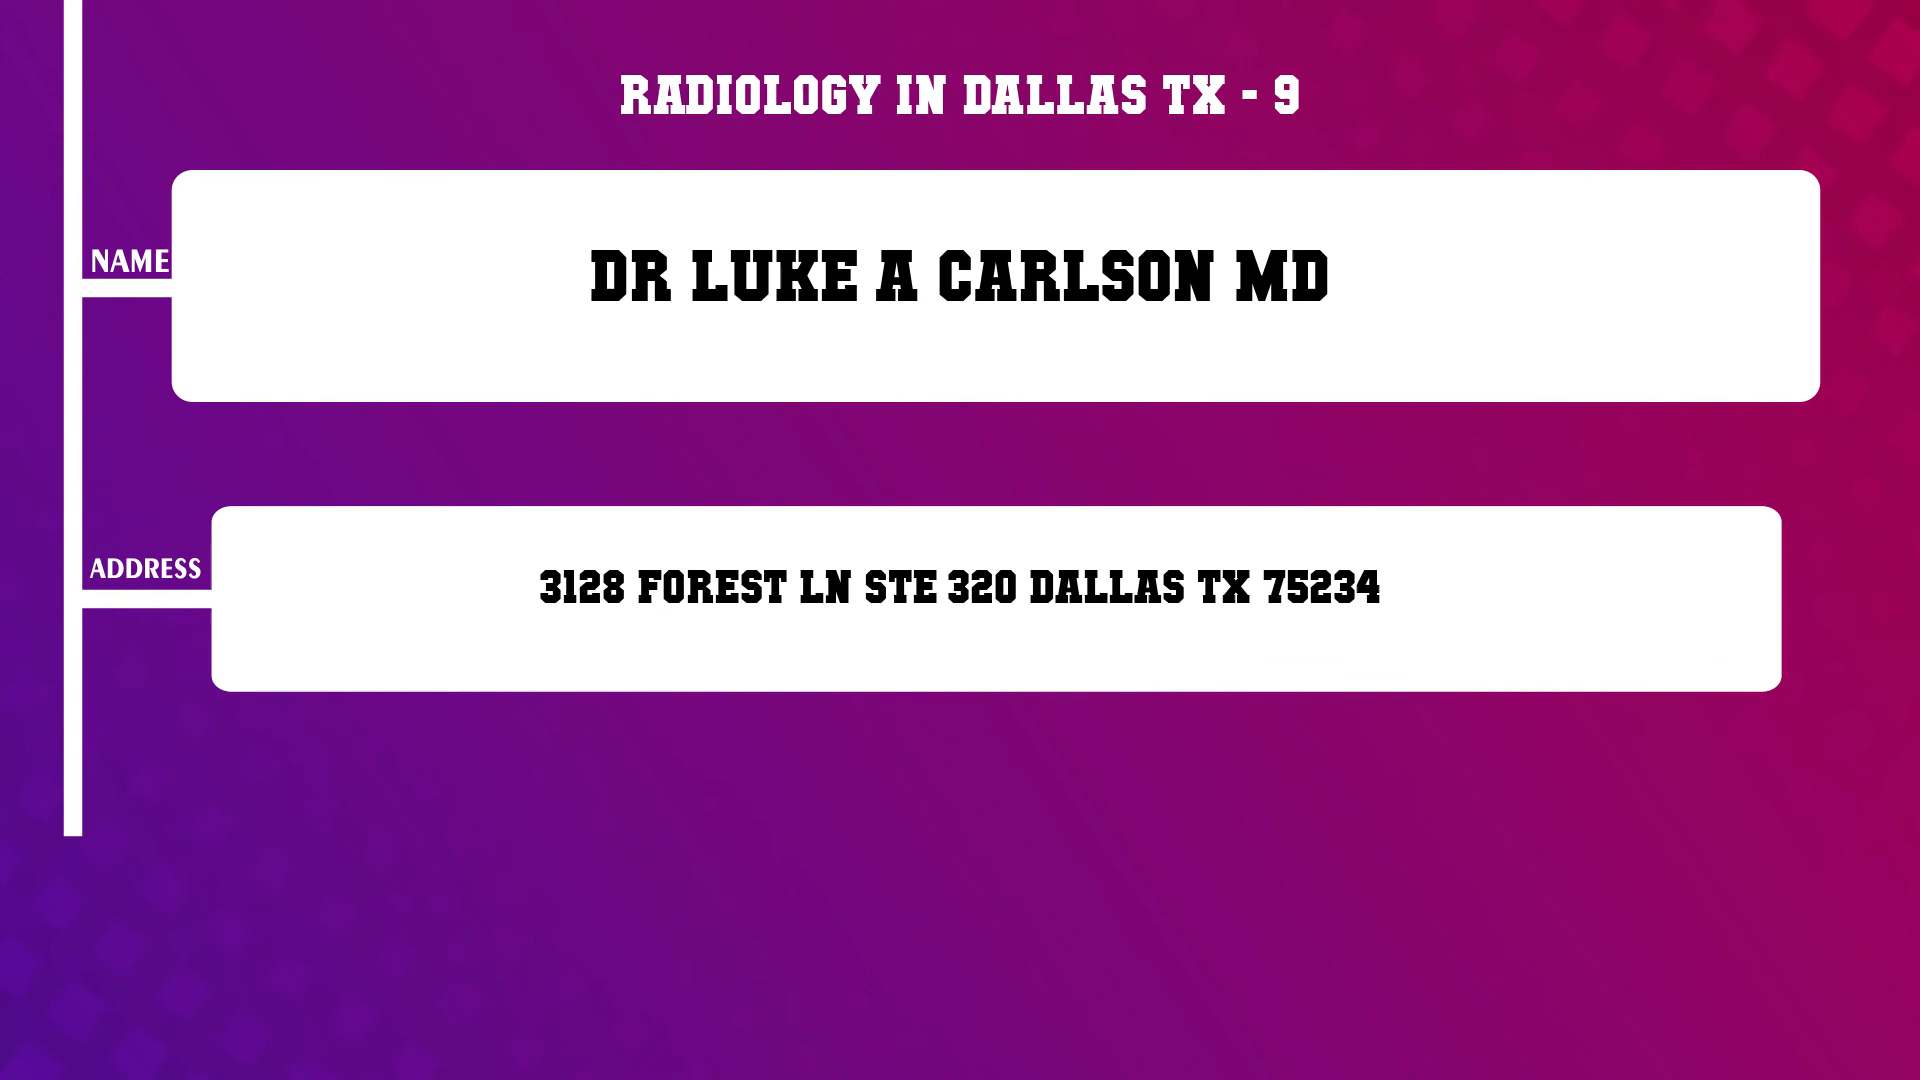 RADIOLOGY IN DALLAS TX - 9
NAME
DR LUKE A CARLSON MD
ADDRESS
3128 FOREST LN STE 320 DALLAS TX 75234